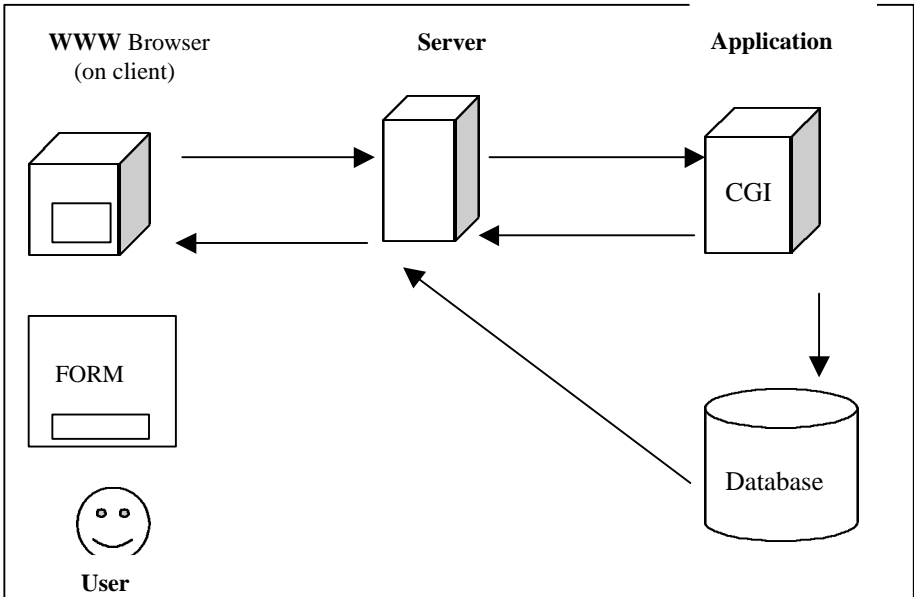 WWW Browser
(on client)
Server
Application
CGI
FORM
Database
User